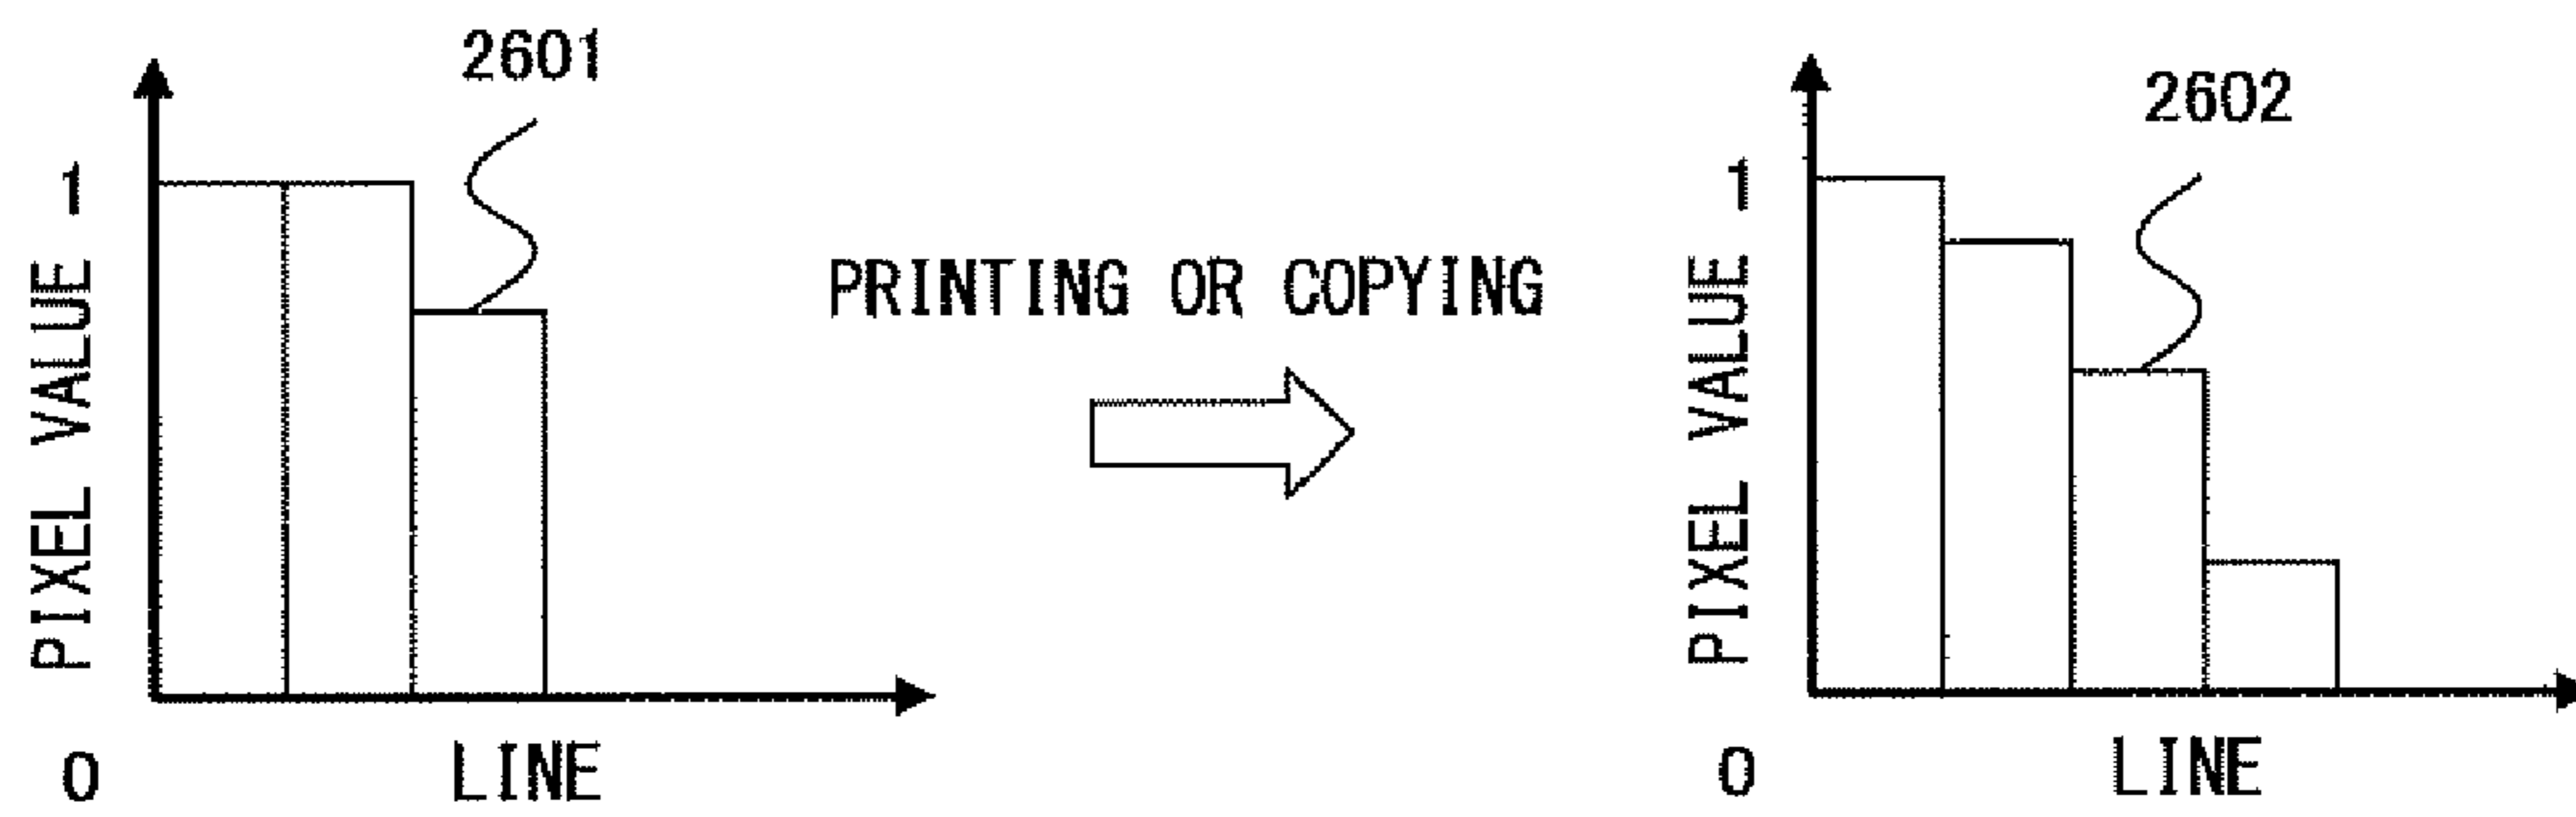 2601
1
PIXEL VALUE
0
LINE
PRINTING OR COPYING
2602
1
PIXEL VALUE
0
LINE